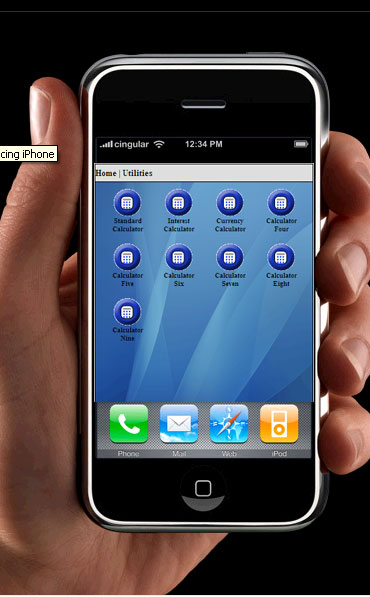 cingular 12:34 PM
cing iPhone
Home | Utilities
Standard Calculator
Interest Calculator
Currency Calculator
Calculator Four
Calculator Five
Calculator Six
Calculator Seven
Calculator Eight
Calculator Nine
Phone Mail Web iPod